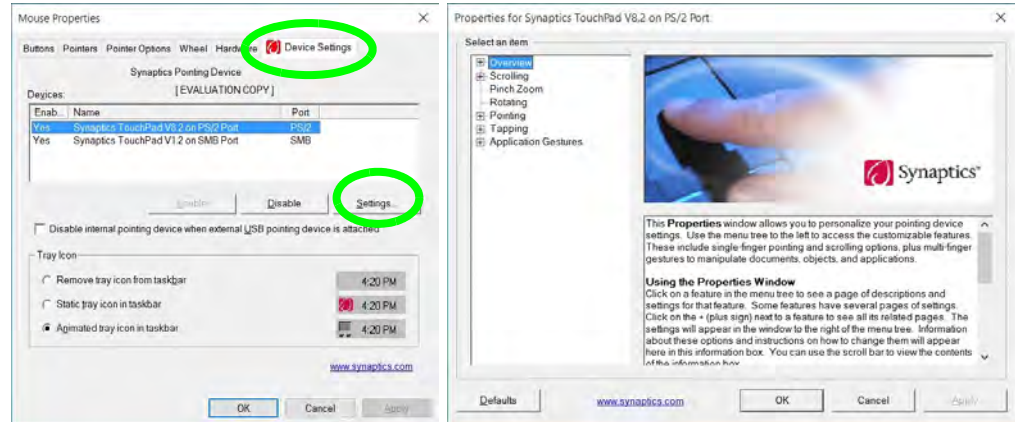 Mouse Properties
Buttons Pointers Pointer Options Wheel Hardware Device Settings
Synaptics Pointing Device
[ EVALUATION COPY ]
Devices:
Enab... Name Port
Yes Synaptics TouchPad V8.2 on PS/2 Port PS/2
Yes Synaptics TouchPad V1.2 on SMB Port SMB
Enable Disable Settings...
Disable internal pointing device when external USB pointing device is attached
Tray Icon
Remove tray icon from taskbar 4:20 PM
Static tray icon in taskbar 4:20 PM
Animated tray icon in taskbar 4:20 PM
www.synaptics.com
OK Cancel Apply
Properties for Synaptics TouchPad V8.2 on PS/2 Port
Select an item
Overview
Scrolling
Pinch Zoom
Rotating
Pointing
Tapping
Application Gestures
Synaptics™
This Properties window allows you to personalize your pointing device
settings. Use the menu tree to the left to access the customizable features.
These include single-finger pointing and scrolling options, plus multi-finger
gestures to manipulate documents, objects, and applications.
Using the Properties Window
Click on a feature in the menu tree to see a page of descriptions and
settings for that feature. Some features have several pages of settings.
Click on the + (plus sign) next to a feature to see all its related pages. The
settings will appear in the window to the right of the menu tree. Information
about these options and instructions on how to change them will appear
here in this information box. You can use the scroll bar to view the contents
of the information box.
Defaults www.synaptics.com OK Cancel Apply